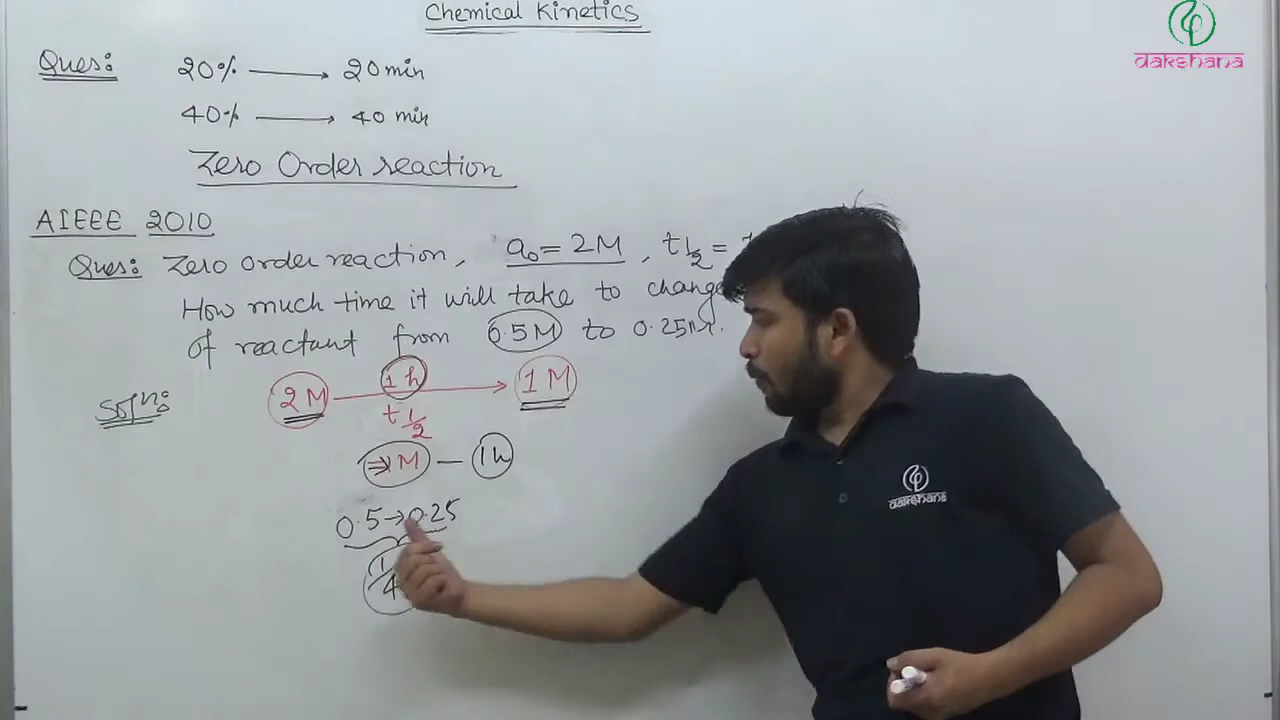 Chemical Kinetics
dakshana
Ques: 20% → 20 min
40% → 40 min
Zero Order reaction
AIEEE 2010
Ques: Zero Order reaction, a₀ = 2M, t½ =
How much time it will take to change
of reactant from 0.5M to 0.25M.
Solⁿ: 2M 1h → 1M
t½
⇒ 1M — 1h
0.5 → 0.25
1/4
dakshana